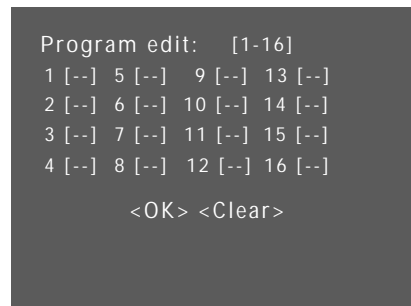 Program edit: [1-16]
1 [--] 5 [--] 9 [--] 13 [--]
2 [--] 6 [--] 10 [--] 14 [--]
3 [--] 7 [--] 11 [--] 15 [--]
4 [--] 8 [--] 12 [--] 16 [--]
<OK> <Clear>